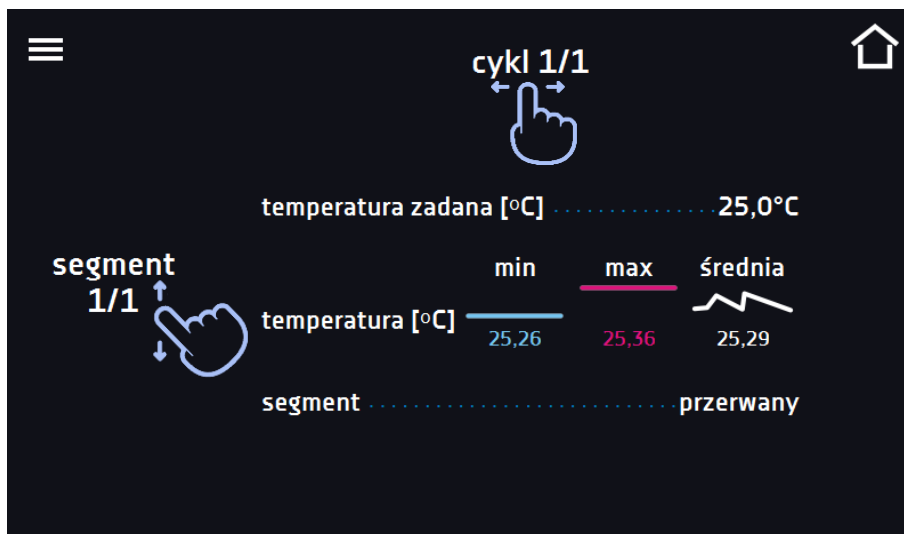 cykl 1/1
temperatura zadana [°C] ............... 25,0°C
segment
1/1
min max średnia
temperatura [°C]
25,26 25,36 25,29
segment ............................ przerwany